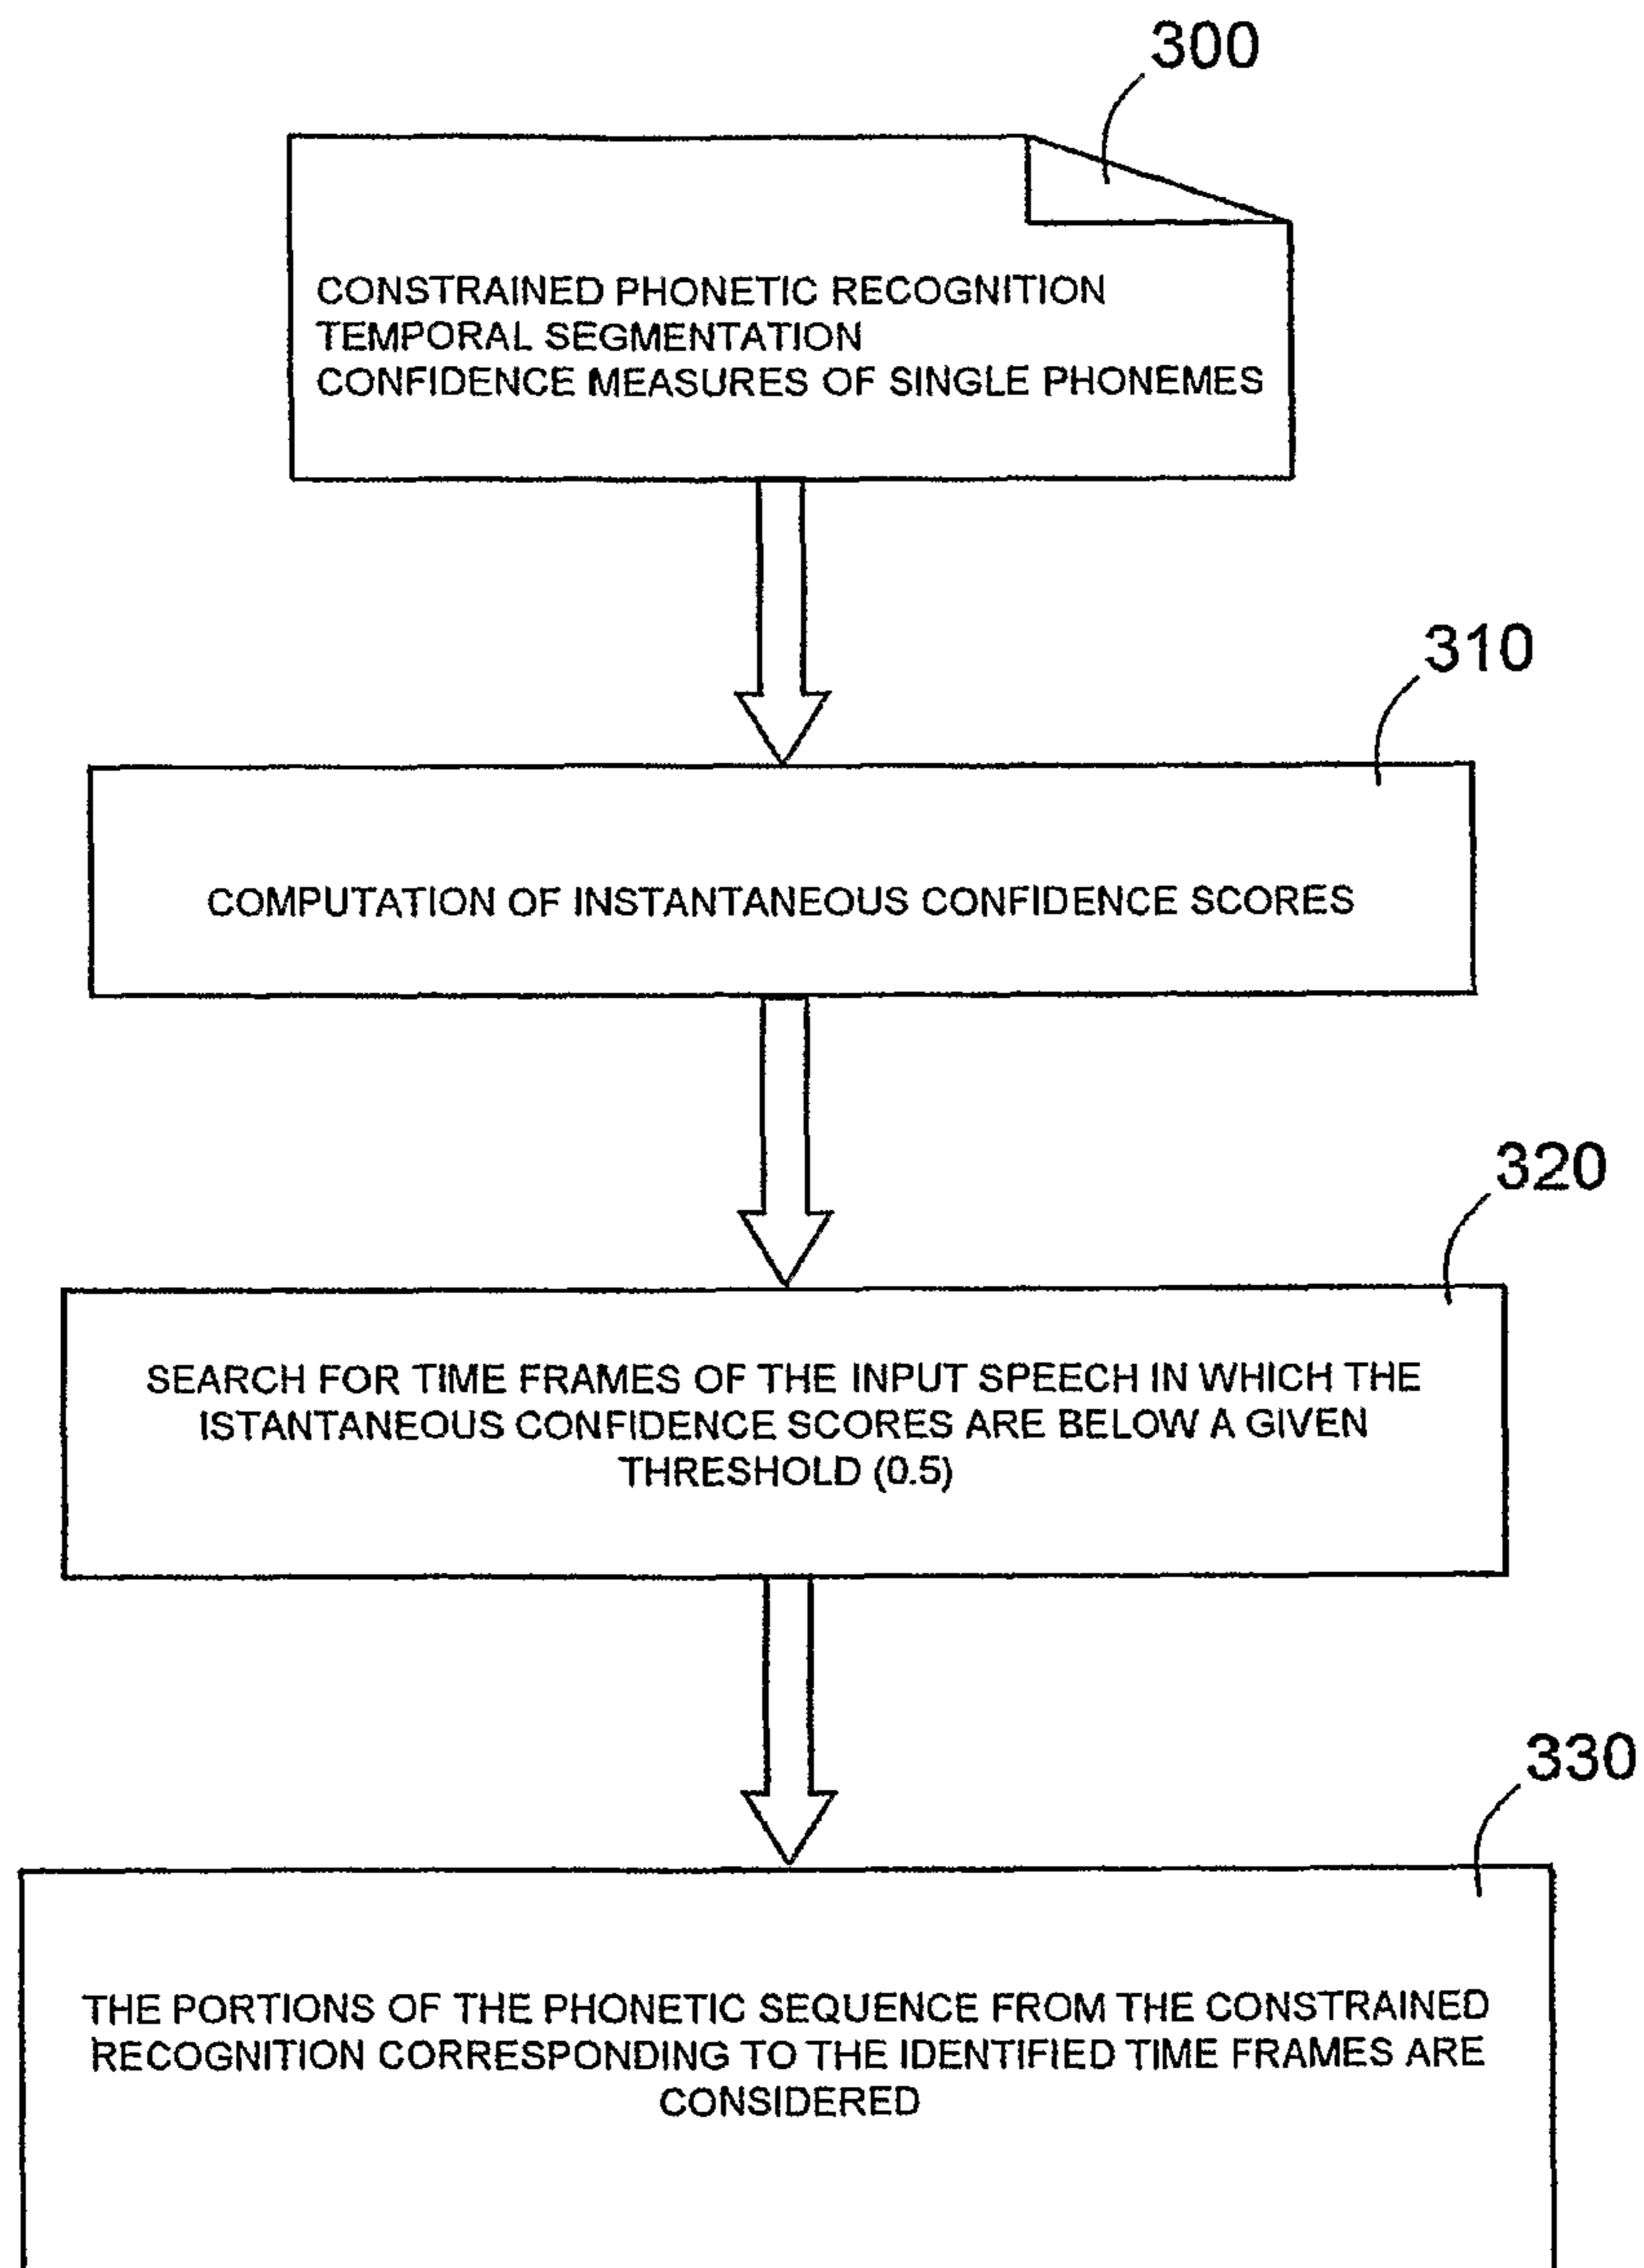 300
CONSTRAINED PHONETIC RECOGNITION
TEMPORAL SEGMENTATION
CONFIDENCE MEASURES OF SINGLE PHONEMES
310
COMPUTATION OF INSTANTANEOUS CONFIDENCE SCORES
320
SEARCH FOR TIME FRAMES OF THE INPUT SPEECH IN WHICH THE
ISTANTANEOUS CONFIDENCE SCORES ARE BELOW A GIVEN
THRESHOLD (0.5)
330
THE PORTIONS OF THE PHONETIC SEQUENCE FROM THE CONSTRAINED
RECOGNITION CORRESPONDING TO THE IDENTIFIED TIME FRAMES ARE
CONSIDERED